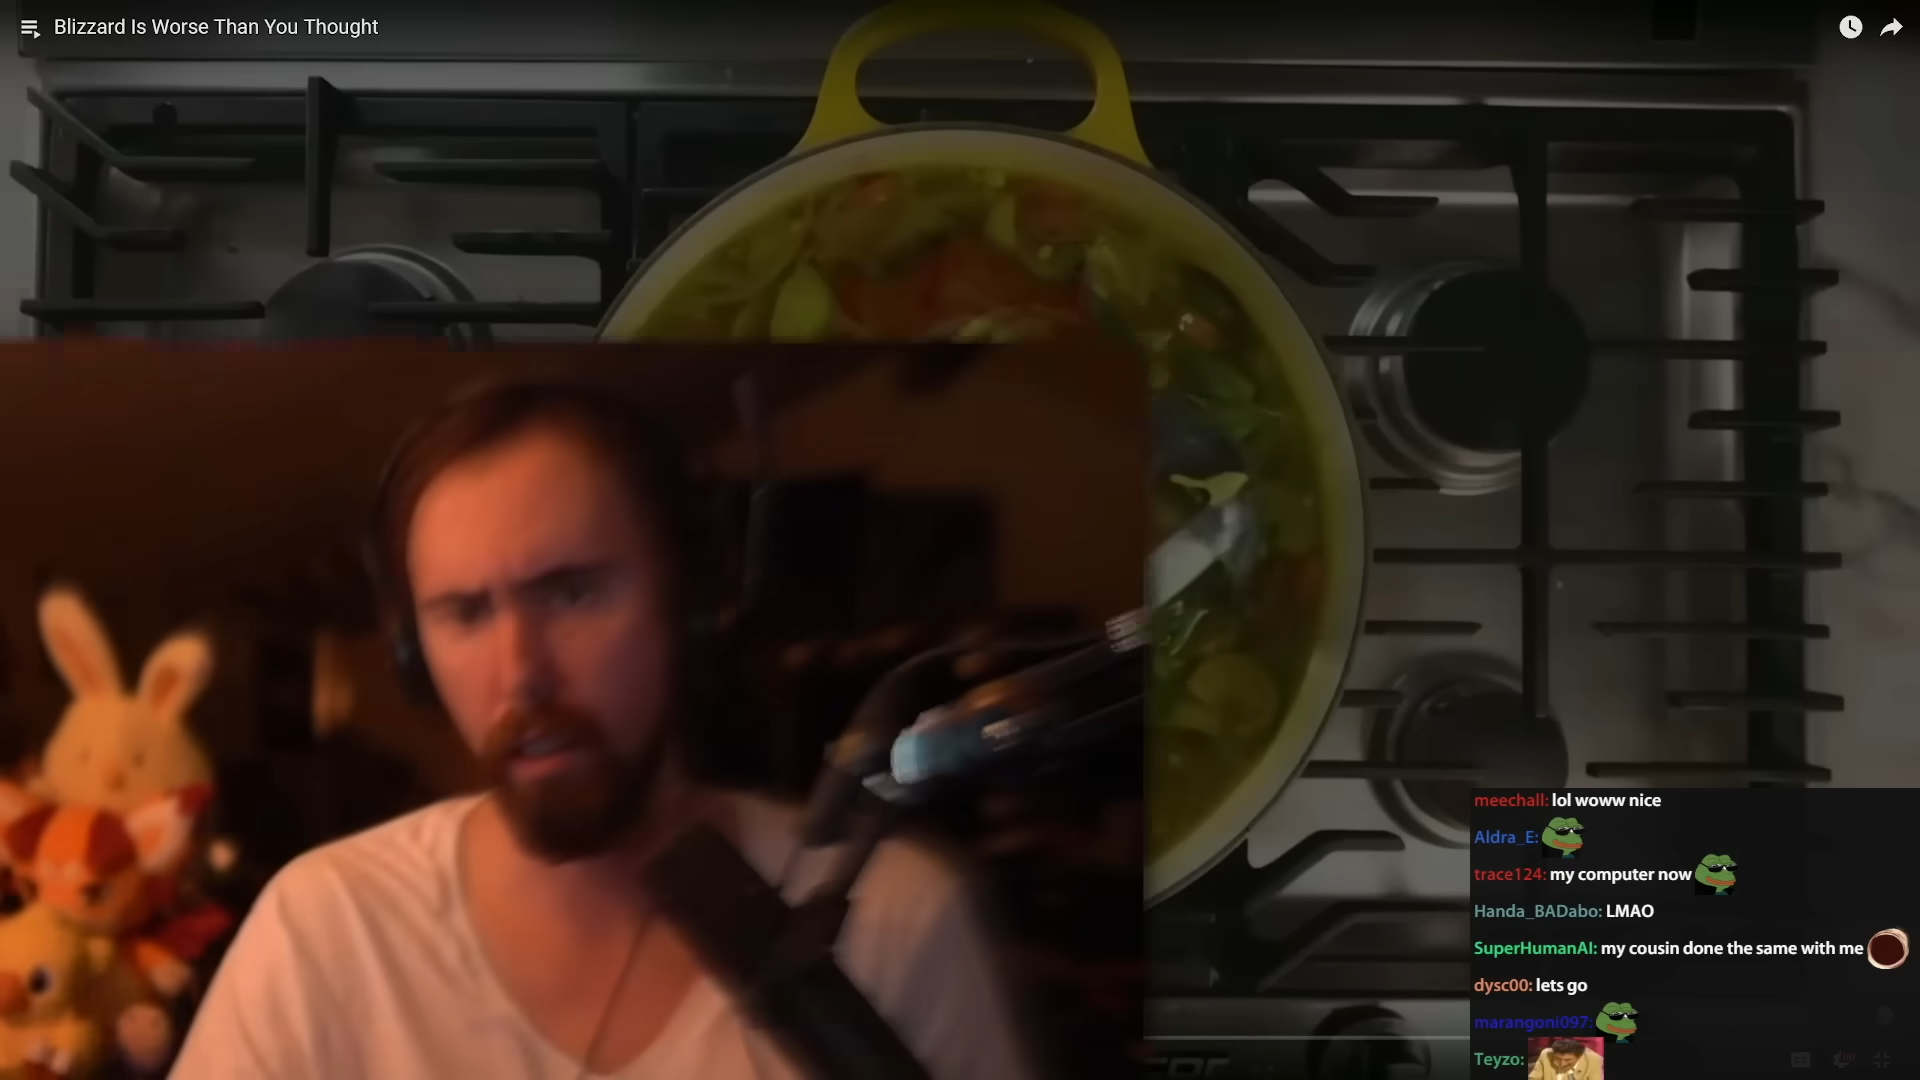 Blizzard Is Worse Than You Thought
meechall: lol woww nice
Aldra_E:
trace124: my computer now
Handa_BADabo: LMAO
SuperHumanAI: my cousin done the same with me
dysc00: lets go
marangoni097:
Teyzo: